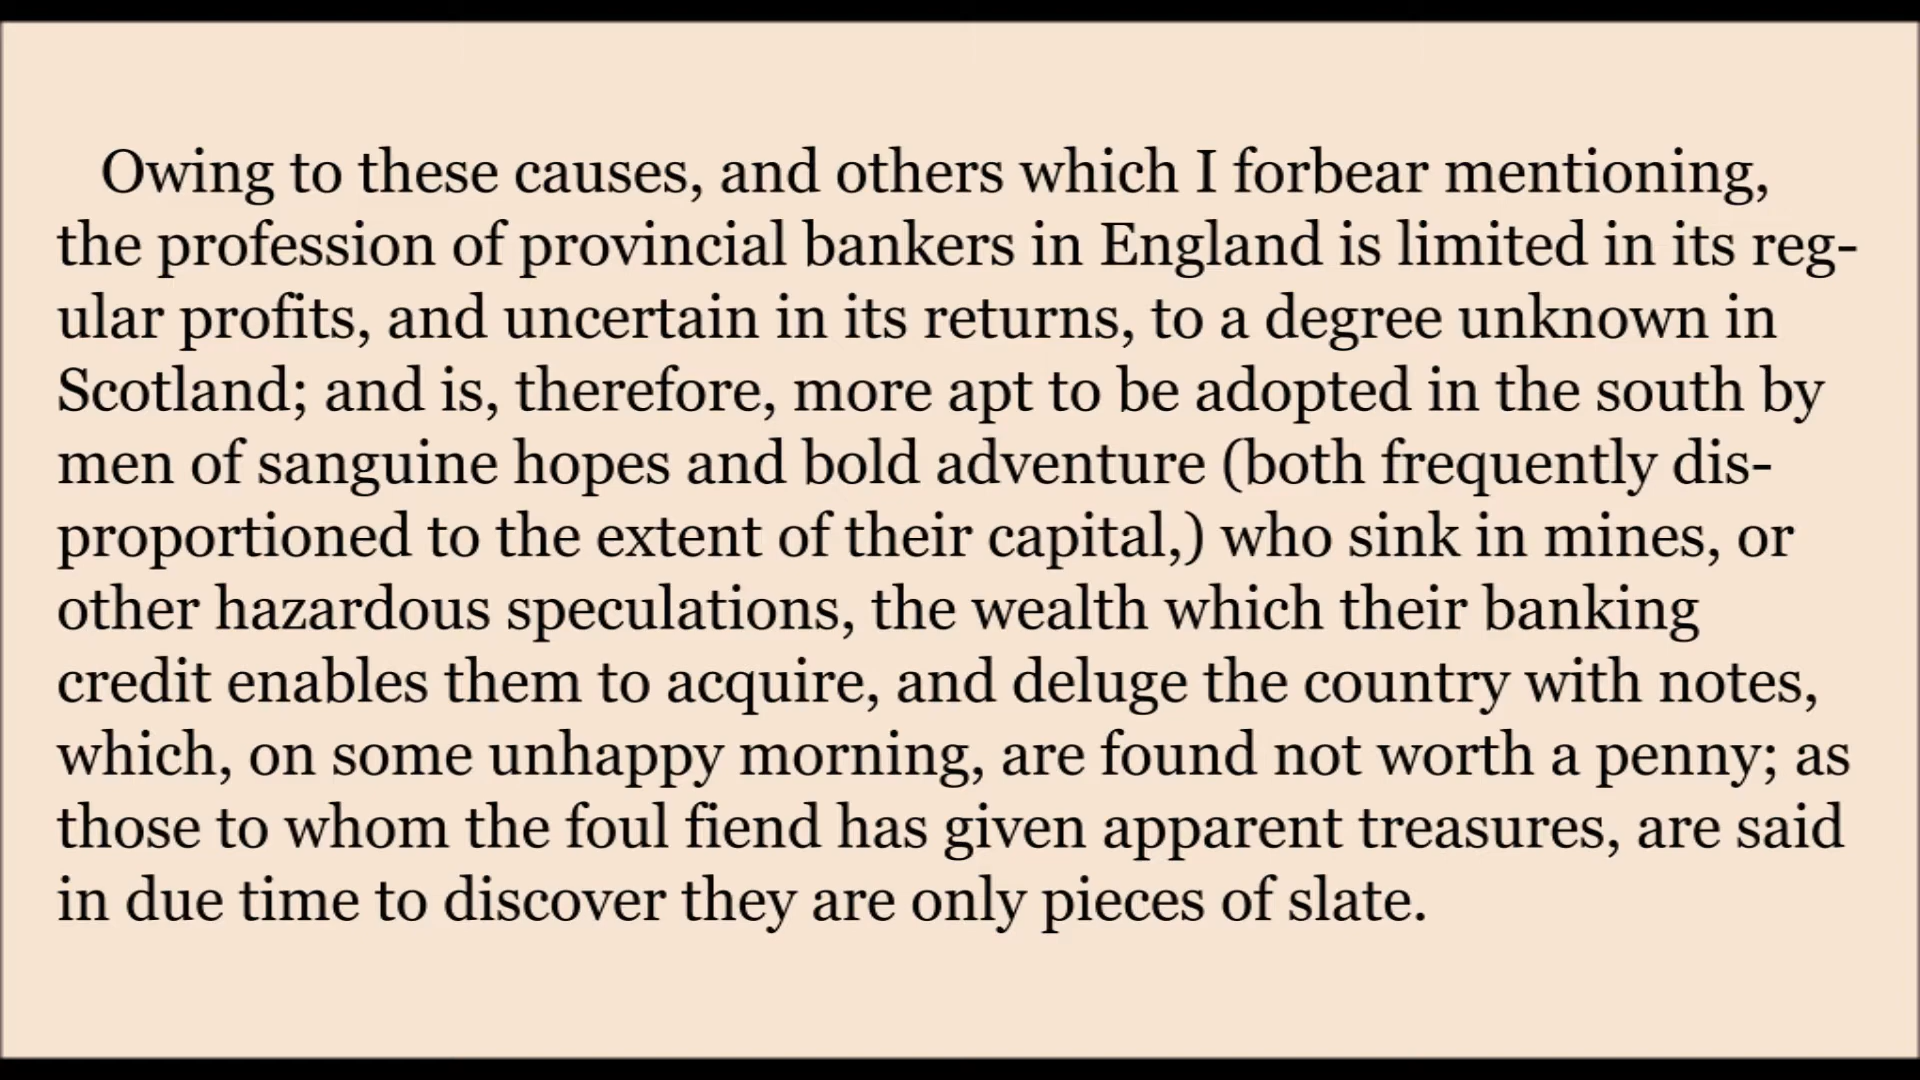 Owing to these causes, and others which I forbear mentioning,
the profession of provincial bankers in England is limited in its reg-
ular profits, and uncertain in its returns, to a degree unknown in
Scotland; and is, therefore, more apt to be adopted in the south by
men of sanguine hopes and bold adventure (both frequently dis-
proportioned to the extent of their capital,) who sink in mines, or
other hazardous speculations, the wealth which their banking
credit enables them to acquire, and deluge the country with notes,
which, on some unhappy morning, are found not worth a penny; as
those to whom the foul fiend has given apparent treasures, are said
in due time to discover they are only pieces of slate.